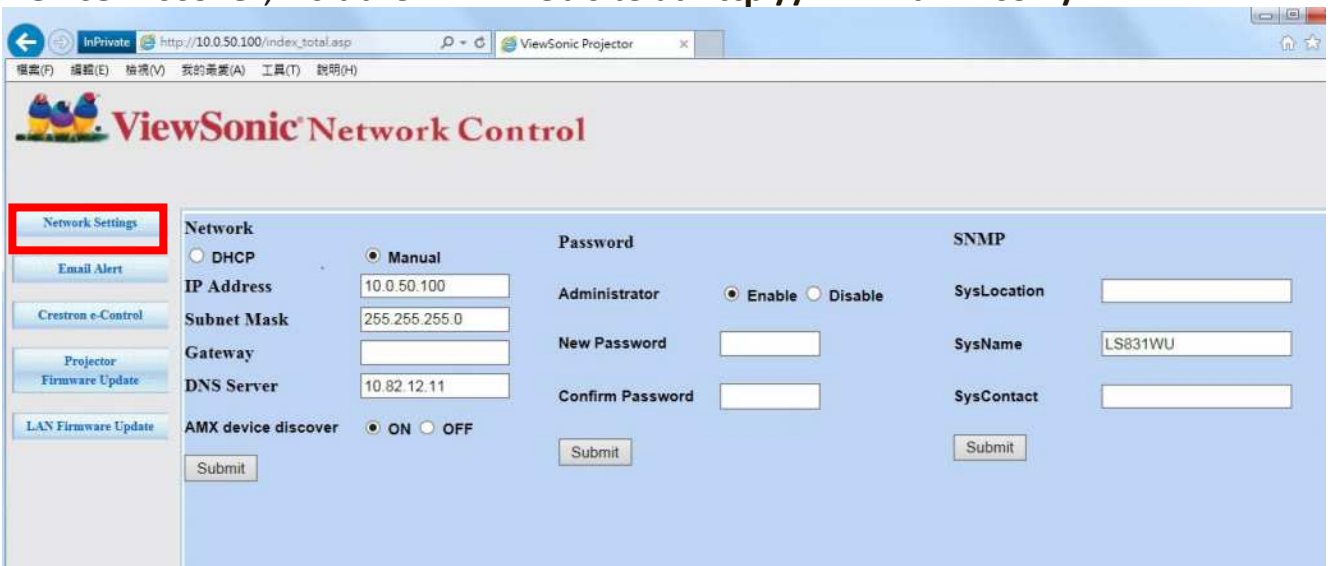 InPrivate http://10.0.50.100/index_total.asp ViewSonic Projector
檔案(F) 編輯(E) 檢視(V) 我的最愛(A) 工具(T) 說明(H)
ViewSonic® Network Control
Network Settings
Email Alert
Crestron e-Control
Projector
Firmware Update
LAN Firmware Update
Network
DHCP Manual
IP Address 10.0.50.100
Subnet Mask 255.255.255.0
Gateway
DNS Server 10.82.12.11
AMX device discover ON OFF
Submit
Password
Administrator Enable Disable
New Password
Confirm Password
Submit
SNMP
SysLocation
SysName LS831WU
SysContact
Submit